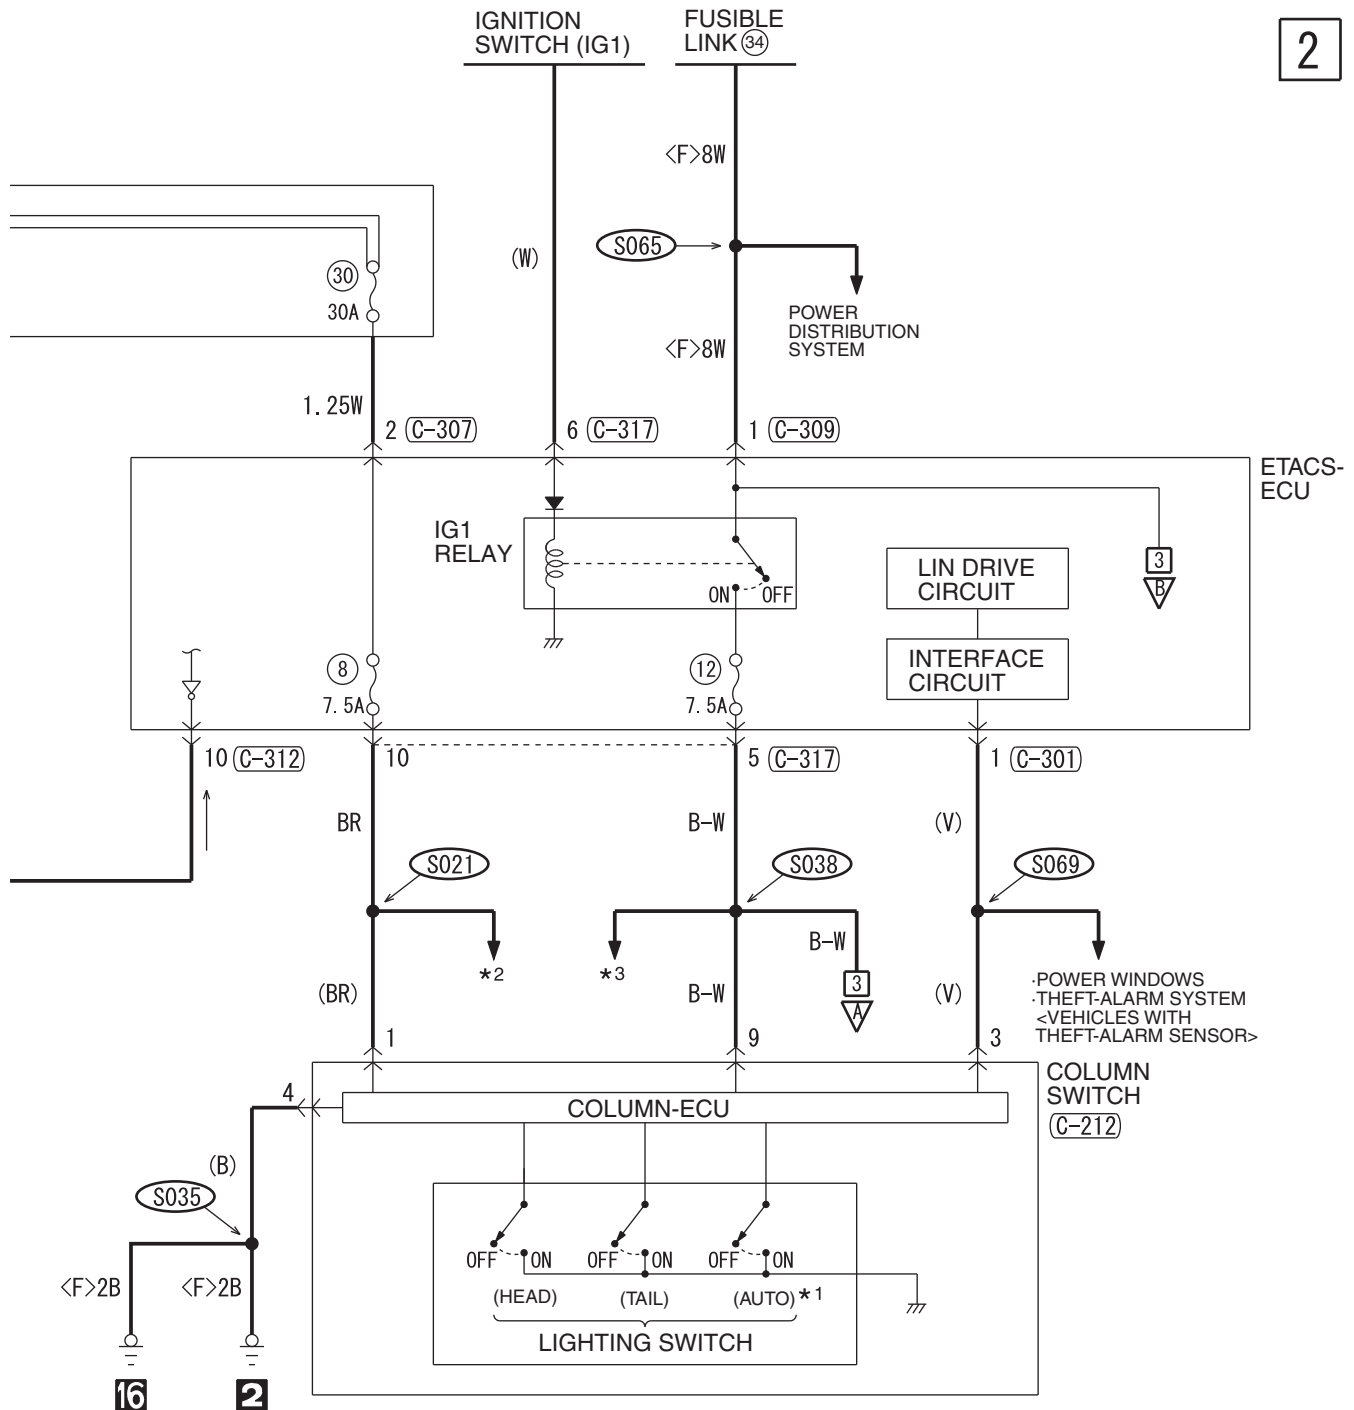 IGNITION
SWITCH (IG1)
FUSIBLE
LINK 34
2
<F>8W
S065
(W)
30
30A
POWER
DISTRIBUTION
SYSTEM
<F>8W
1.25W
2 (C-307)
6 (C-317)
1 (C-309)
ETACS-
ECU
IG1
RELAY
ON
OFF
LIN DRIVE
CIRCUIT
3
B
INTERFACE
CIRCUIT
8
7.5A
12
7.5A
10 (C-312)
10
5 (C-317)
1 (C-301)
BR
B-W
(V)
S021
S038
S069
*2
*3
B-W
3
A
(BR)
B-W
(V)
·POWER WINDOWS
·THEFT-ALARM SYSTEM
<VEHICLES WITH
THEFT-ALARM SENSOR>
1
9
3
COLUMN
SWITCH
(C-212)
4
COLUMN-ECU
(B)
S035
<F>2B
<F>2B
OFF ON
OFF ON
OFF ON
(HEAD)
(TAIL)
(AUTO)*1
LIGHTING SWITCH
16
2